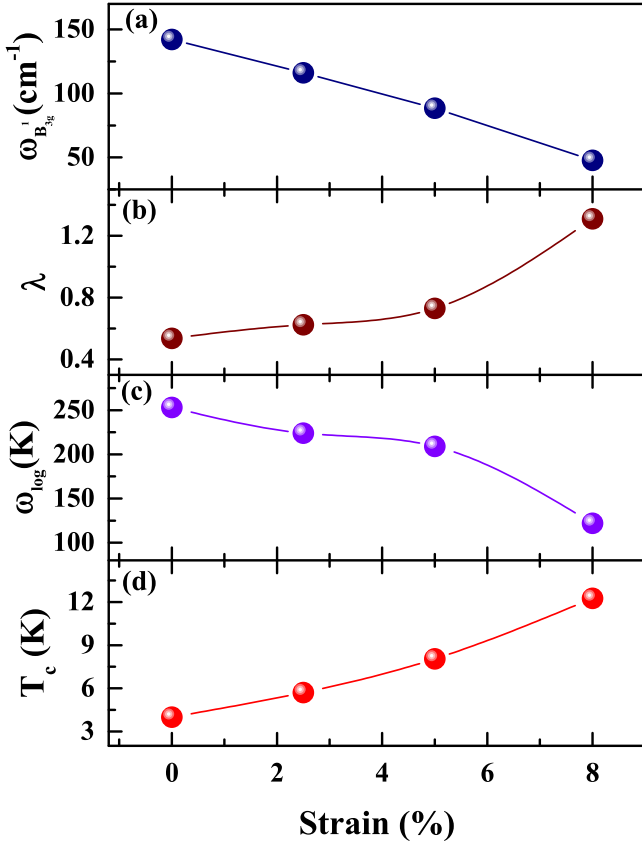 (a)
ω_{B_{3g}^{1}} (cm⁻¹)
150
100
50
(b)
λ
1.2
0.8
0.4
(c)
ω_{log}(K)
250
200
150
100
(d)
T_c (K)
12
9
6
3
0 2 4 6 8
Strain (%)